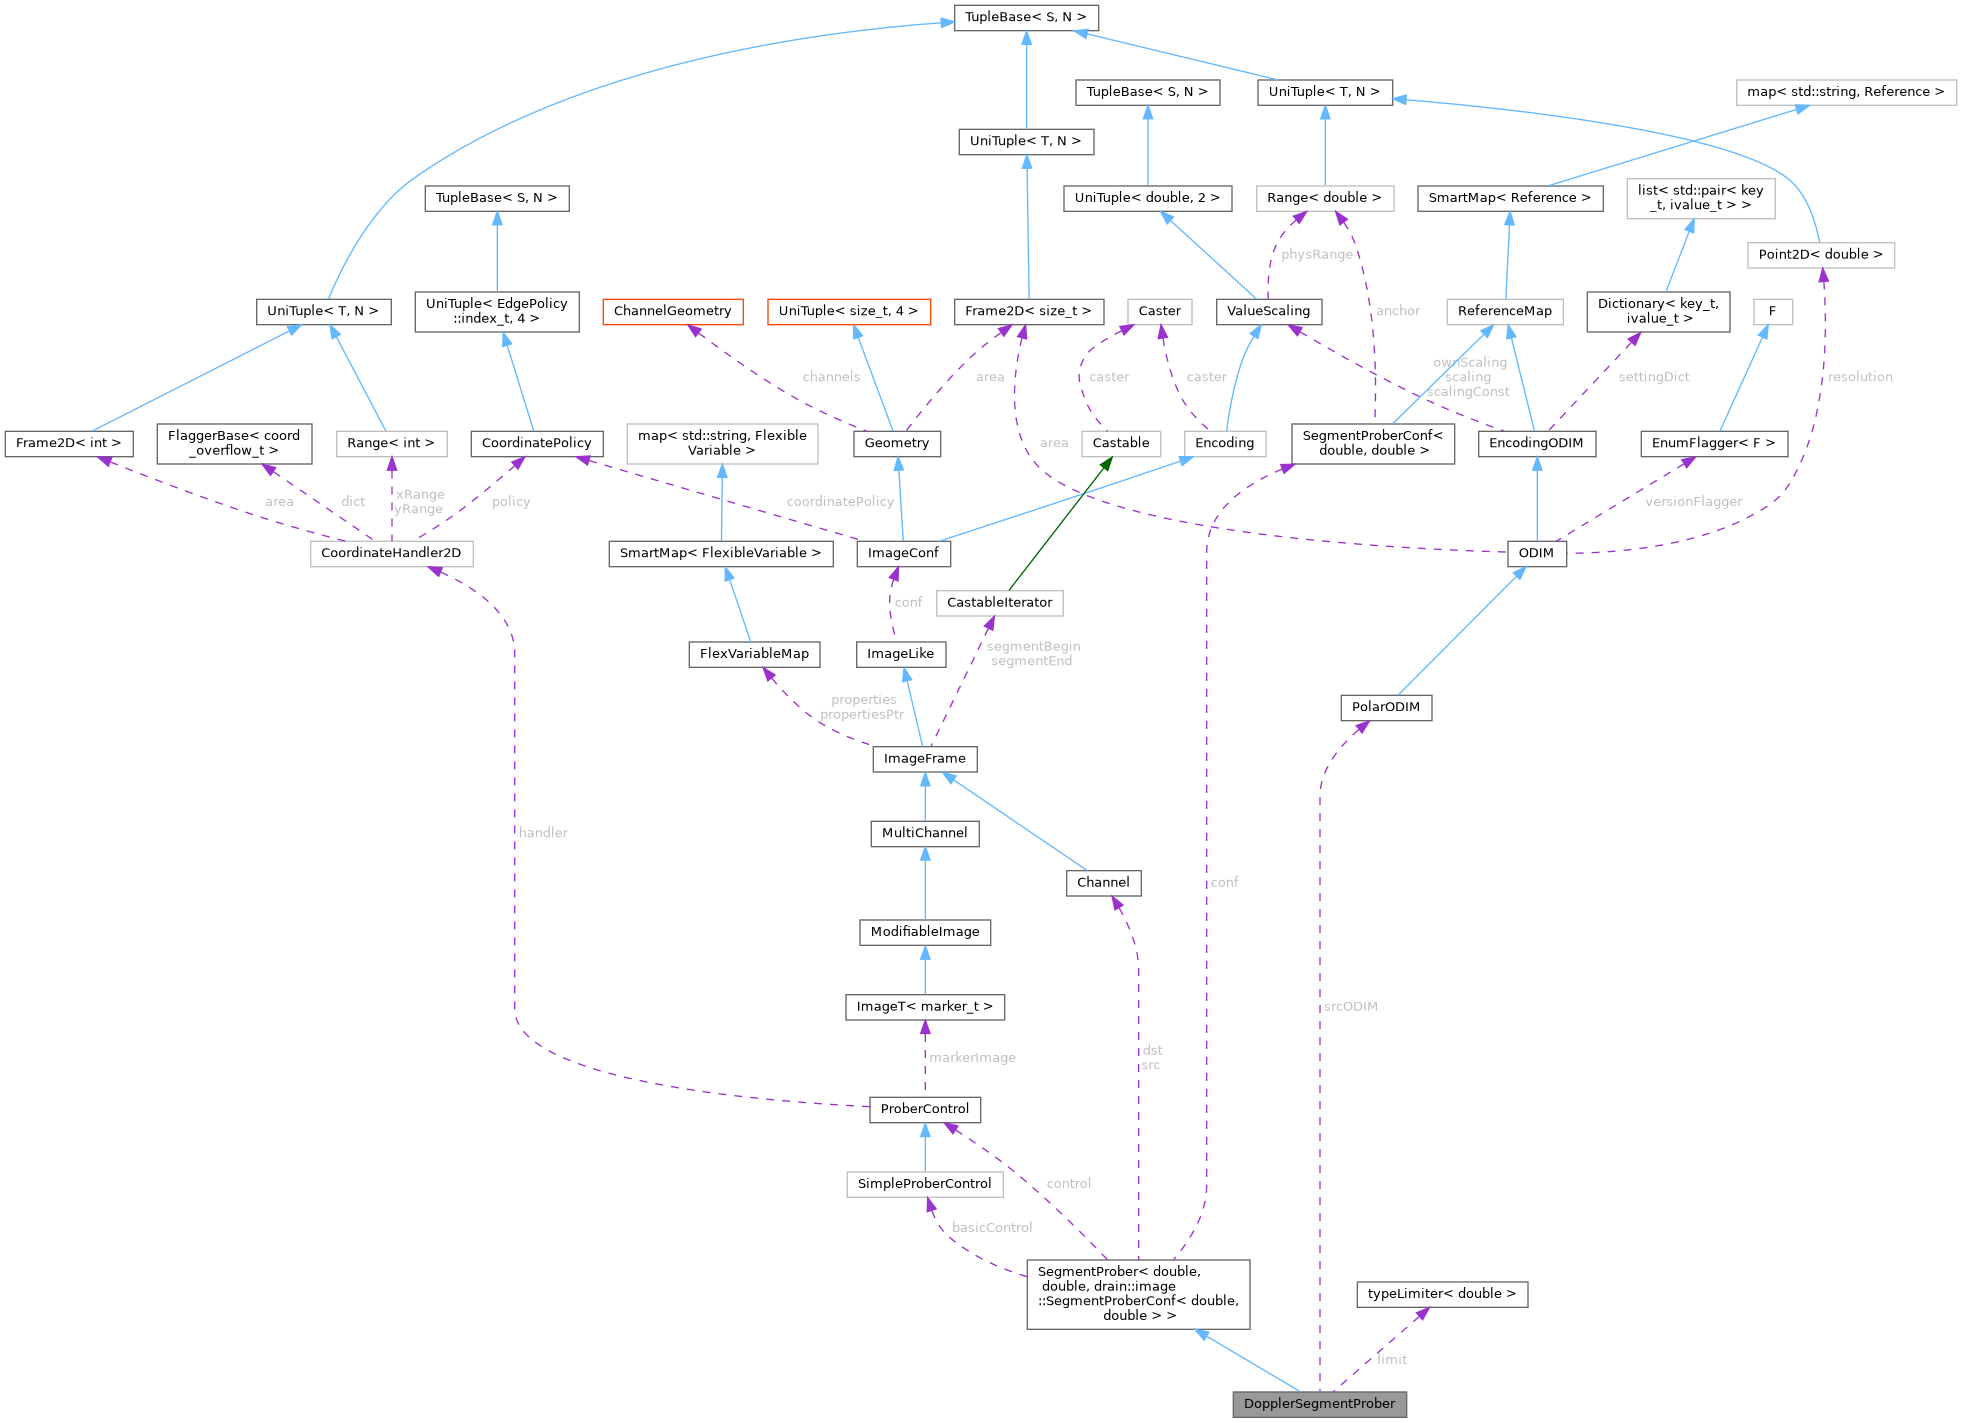 TupleBase< S, N >
TupleBase< S, N >
UniTuple< T, N >
map< std::string, Reference >
UniTuple< T, N >
TupleBase< S, N >
UniTuple< double, 2 >
Range< double >
SmartMap< Reference >
list< std::pair< key
_t, ivalue_t > >
Point2D< double >
physRange
UniTuple< T, N >
UniTuple< EdgePolicy
::index_t, 4 >
ChannelGeometry
UniTuple< size_t, 4 >
Frame2D< size_t >
Caster
ValueScaling
anchor
ReferenceMap
Dictionary< key_t,
ivalue_t >
F
channels
area
caster
caster
ownScaling
scaling
scalingConst
settingDict
resolution
Frame2D< int >
FlaggerBase< coord
_overflow_t >
Range< int >
CoordinatePolicy
map< std::string, Flexible
Variable >
Geometry
area
Castable
Encoding
SegmentProberConf<
double, double >
EncodingODIM
EnumFlagger< F >
area
dict
xRange
yRange
policy
coordinatePolicy
versionFlagger
CoordinateHandler2D
SmartMap< FlexibleVariable >
ImageConf
ODIM
conf
CastableIterator
FlexVariableMap
ImageLike
segmentBegin
segmentEnd
properties
propertiesPtr
PolarODIM
ImageFrame
handler
MultiChannel
Channel
conf
ModifiableImage
ImageT< marker_t >
srcODIM
markerImage
dst
src
ProberControl
SimpleProberControl
control
basicControl
SegmentProber< double,
double, drain::image
::SegmentProberConf< double,
double > >
typeLimiter< double >
limit
DopplerSegmentProber